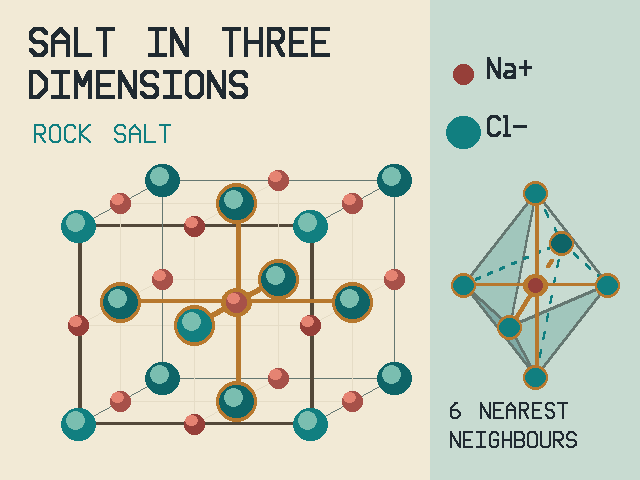 SALT IN THREE
DIMENSIONS
ROCK SALT
Na+
Cl−
6 NEAREST
NEIGHBOURS